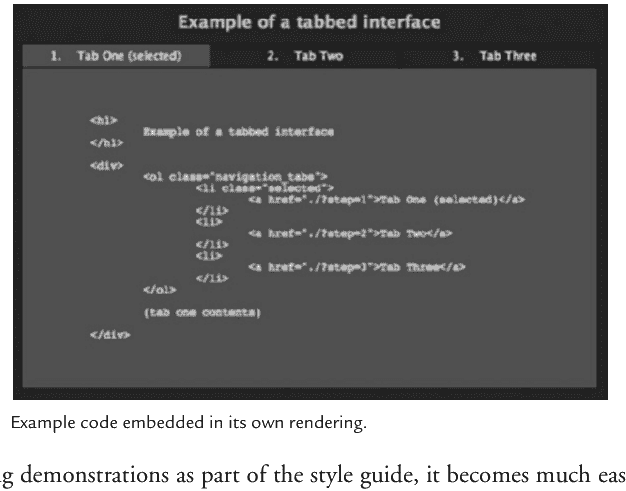 Example of a tabbed interface
1. Tab One (selected) 2. Tab Two 3. Tab Three
<h1>
Example of a tabbed interface
</h1>
<div>
<ol class="navigation_tabs">
<li class="selected">
<a href="./?step=1">Tab One (selected)</a>
</li>
<li>
<a href="./?step=2">Tab Two</a>
</li>
<li>
<a href="./?step=3">Tab Three</a>
</li>
</ol>
(tab one contents)
</div>
Example code embedded in its own rendering.
g demonstrations as part of the style guide, it becomes much eas